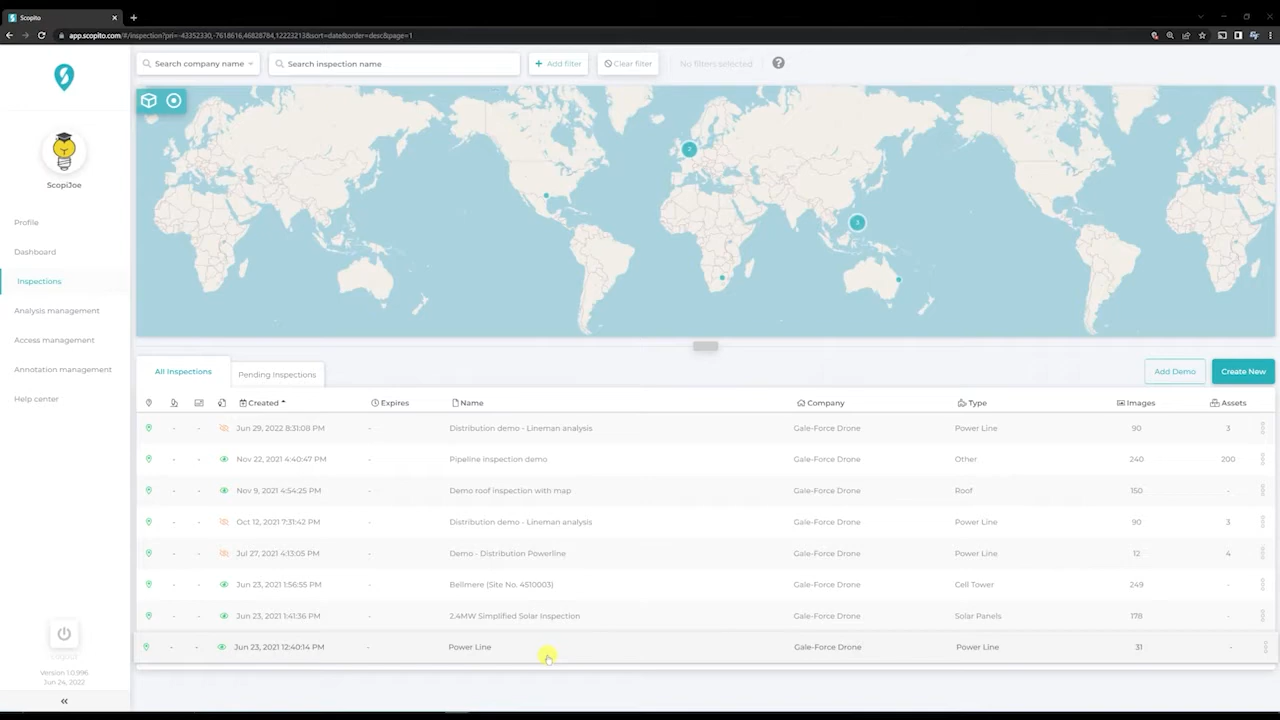 Scopito
app.scopito.com/#/inspection?pri=-43352330,-7618616,46828784,12223213&sort=date&order=desc&page=1
Search company name
Search inspection name
Add filter
Clear filter
No filters selected
?
ScopiJoe
Profile
Dashboard
Inspections
Analysis management
Access management
Annotation management
Help center
Logout
Version 1.0.996
Jun 24, 2022
2
3
All Inspections
Pending Inspections
Add Demo
Create New
Created Expires Name Company Type Images Assets
- - Jun 29, 2022 8:31:08 PM - Distribution demo - Lineman analysis Gale-Force Drone Power Line 90 3
- - Nov 22, 2021 4:40:47 PM - Pipeline inspection demo Gale-Force Drone Other 240 200
- - Nov 9, 2021 4:54:25 PM - Demo roof inspection with map Gale-Force Drone Roof 150 -
- - Oct 12, 2021 7:31:42 PM - Distribution demo - Lineman analysis Gale-Force Drone Power Line 90 3
- - Jul 27, 2021 4:13:05 PM - Demo - Distribution Powerline Gale-Force Drone Power Line 12 4
- - Jun 23, 2021 1:56:55 PM - Bellmere (Site No. 4510003) Gale-Force Drone Cell Tower 249 -
- - Jun 23, 2021 1:41:36 PM - 2.4MW Simplified Solar Inspection Gale-Force Drone Solar Panels 178 -
- - Jun 23, 2021 12:40:14 PM - Power Line Gale-Force Drone Power Line 31 -